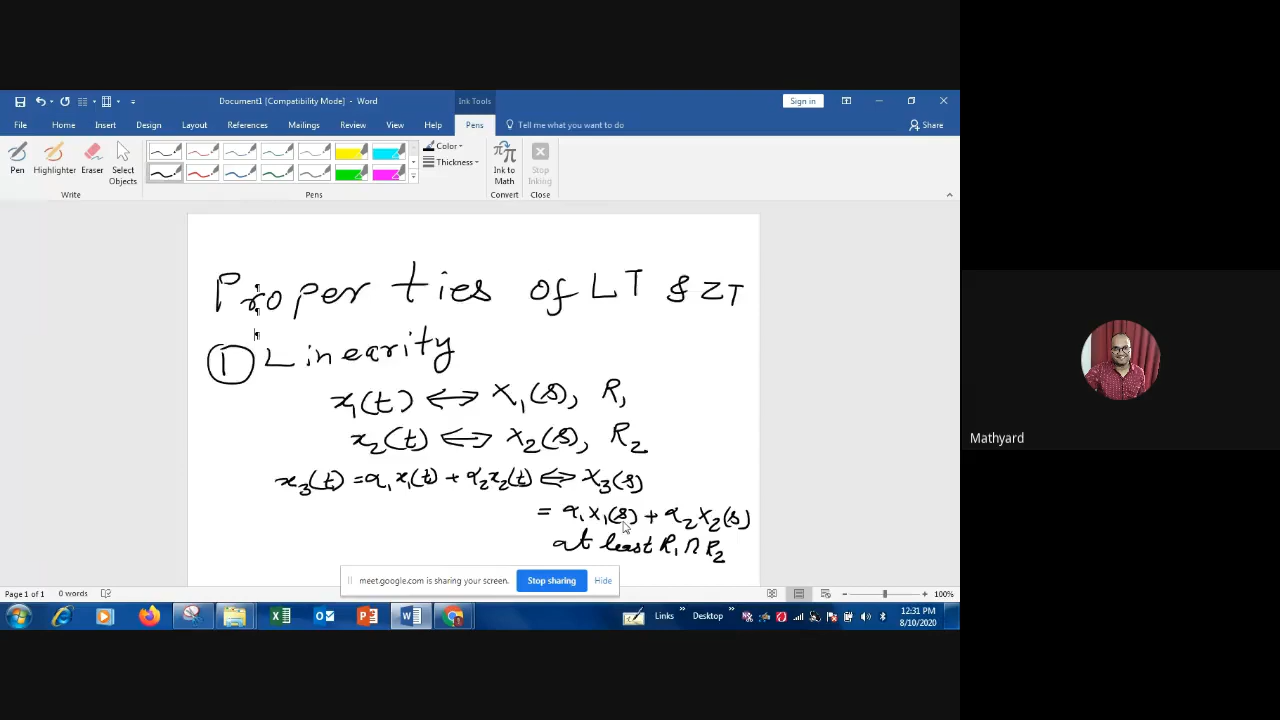 Document1 [Compatibility Mode] - Word
Ink Tools
Sign in
File Home Insert Design Layout References Mailings Review View Help Pens Tell me what you want to do Share
Pen Highlighter Eraser Select Objects
Color
Thickness
Ink to Math
Stop Inking
Write Pens Convert Close
Properties of LT & ZT
① Linearity
x₁(t) ⟺ X₁(s), R₁
x₂(t) ⟺ X₂(s), R₂
x₃(t) = a₁x₁(t) + a₂x₂(t) ⟺ X₃(s)
= a₁X₁(s) + a₂X₂(s)
at least R₁ ∩ R₂
meet.google.com is sharing your screen. Stop sharing Hide
Page 1 of 1 0 words 100%
Links » Desktop » 12:31 PM
8/10/2020
Mathyard